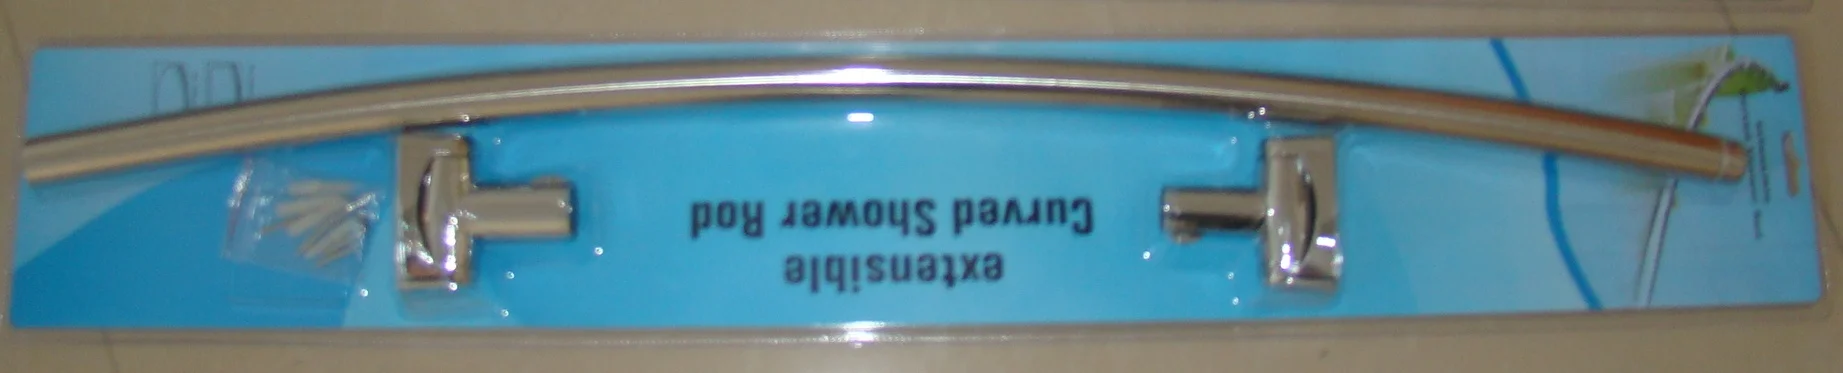 extensible
Curved Shower Rod